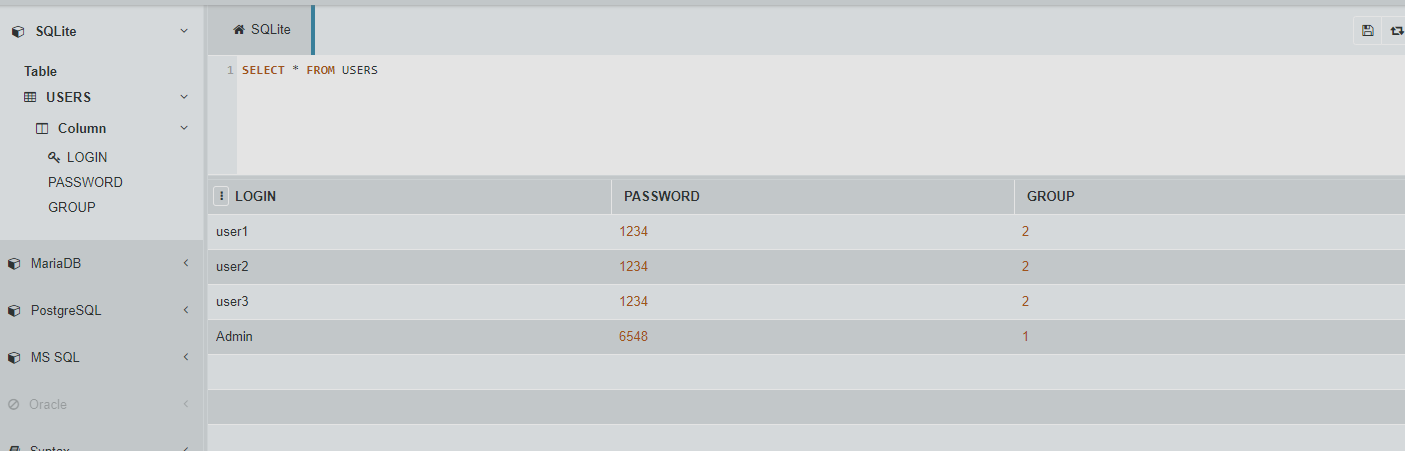 SQLite
Table
USERS
Column
LOGIN
PASSWORD
GROUP
MariaDB
PostgreSQL
MS SQL
Oracle
Syntax
SQLite
1 SELECT * FROM USERS
LOGIN PASSWORD GROUP
user1 1234 2
user2 1234 2
user3 1234 2
Admin 6548 1